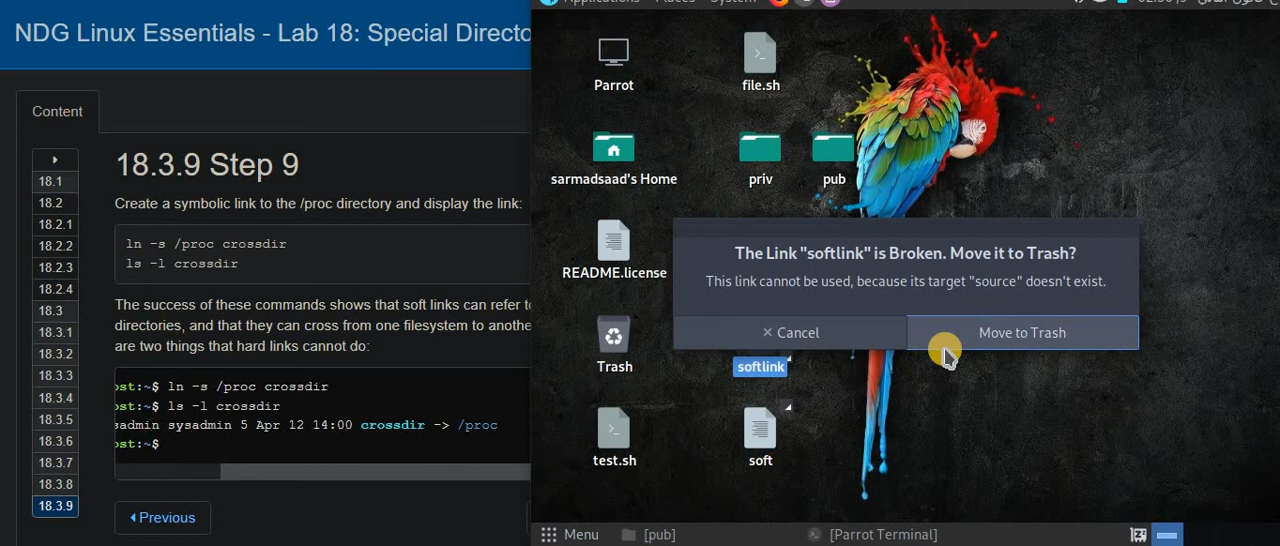 NDG Linux Essentials - Lab 18: Special Directo
Content
18.1
18.2
18.2.1
18.2.2
18.2.3
18.2.4
18.3
18.3.1
18.3.2
18.3.3
18.3.4
18.3.5
18.3.6
18.3.7
18.3.8
18.3.9
18.3.9 Step 9
Create a symbolic link to the /proc directory and display the link:
ln -s /proc crossdir
ls -l crossdir
The success of these commands shows that soft links can refer t
directories, and that they can cross from one filesystem to anothe
are two things that hard links cannot do:
ost:~$ ln -s /proc crossdir
ost:~$ ls -l crossdir
sadmin sysadmin 5 Apr 12 14:00 crossdir -> /proc
ost:~$
Previous
Applications Places System
Parrot
file.sh
sarmadsaad's Home
priv
pub
README.license
The Link "softlink" is Broken. Move it to Trash?
This link cannot be used, because its target "source" doesn't exist.
Cancel
Move to Trash
Trash
softlink
test.sh
soft
Menu
[pub]
[Parrot Terminal]